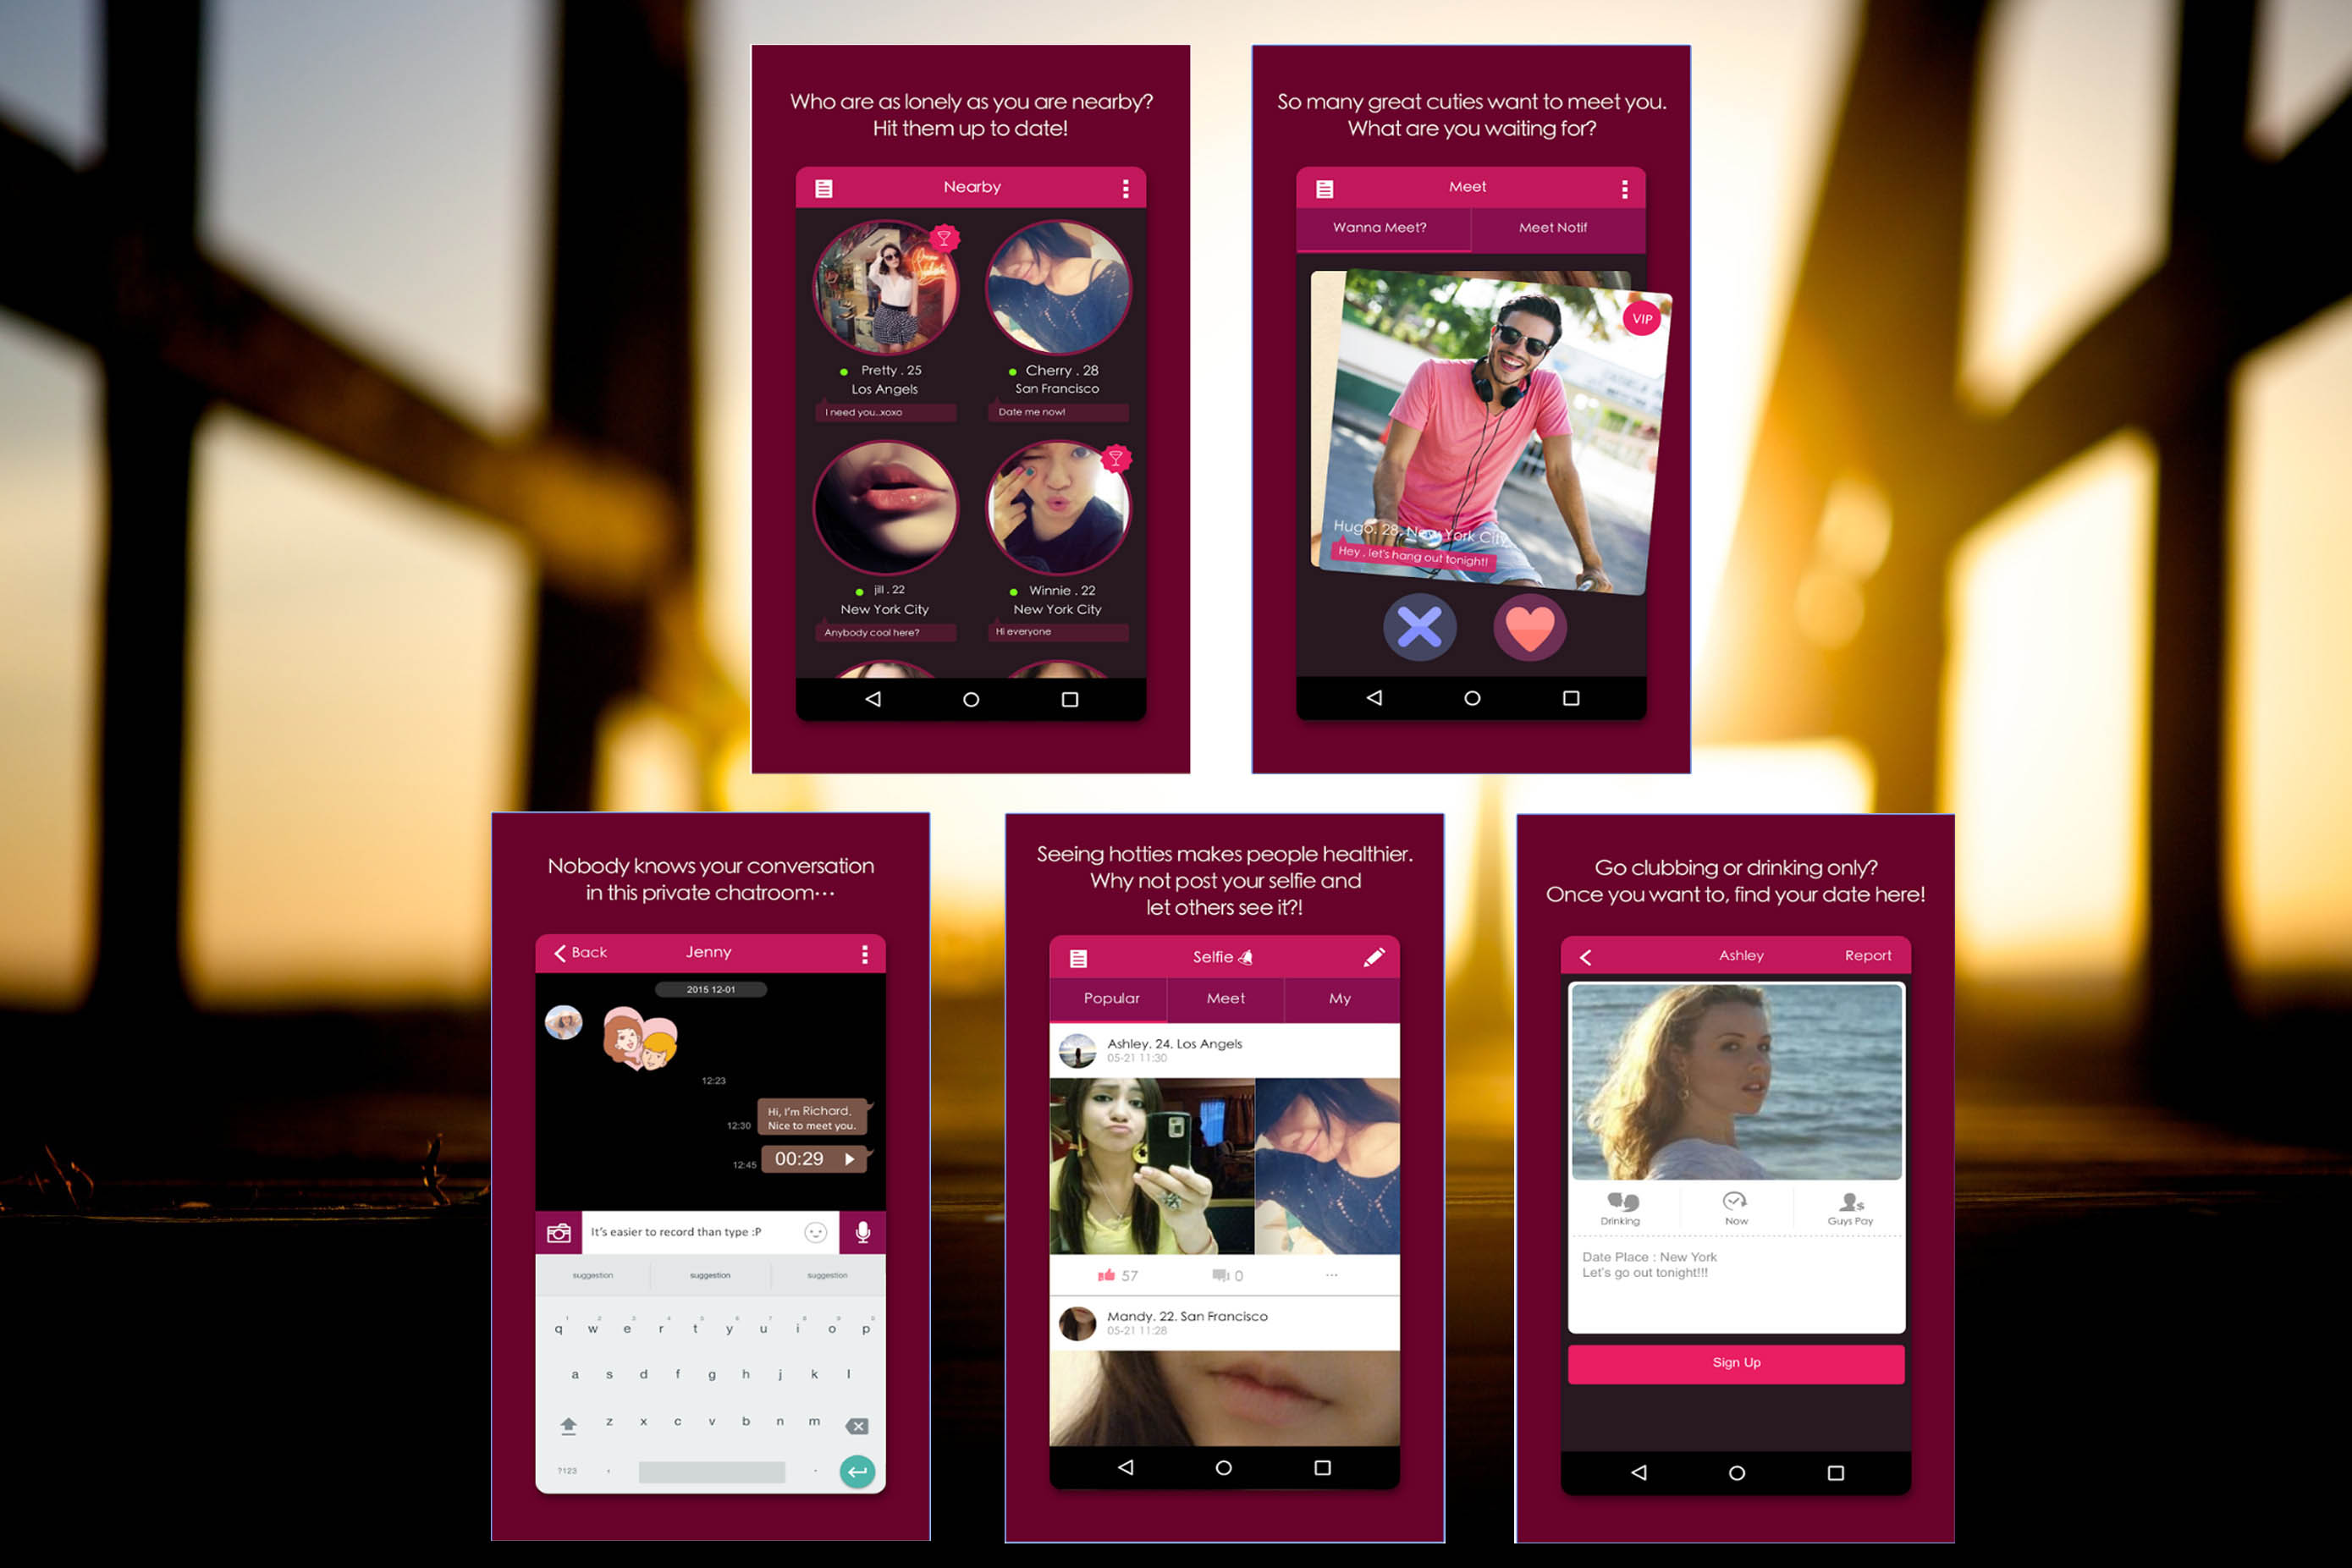 Who are as lonely as you are nearby?
Hit them up to date!
Nearby
Pretty . 25
Los Angels
I need you..xoxo
Cherry . 28
San Francisco
Date me now!
jill . 22
New York City
Anybody cool here?
Winnie . 22
New York City
Hi everyone
So many great cuties want to meet you.
What are you waiting for?
Meet
Wanna Meet?
Meet Notif
VIP
Hugo, 28, New York City
Hey , let's hang out tonight!
Nobody knows your conversation
in this private chatroom···
Back
Jenny
2015 12-01
12:23
Hi, I'm Richard.
Nice to meet you.
12:30
00:29
12:45
It's easier to record than type :P
suggestion suggestion suggestion
q w e r t y u i o p
a s d f g h j k l
z x c v b n m
?123 , .
Seeing hotties makes people healthier.
Why not post your selfie and
let others see it?!
Selfie
Popular
Meet
My
Ashley. 24. Los Angels
05-21 11:30
57
0
...
Mandy. 22. San Francisco
05-21 11:28
Go clubbing or drinking only?
Once you want to, find your date here!
Ashley
Report
Drinking
Now
Guys Pay
Date Place : New York
Let's go out tonight!!!
Sign Up